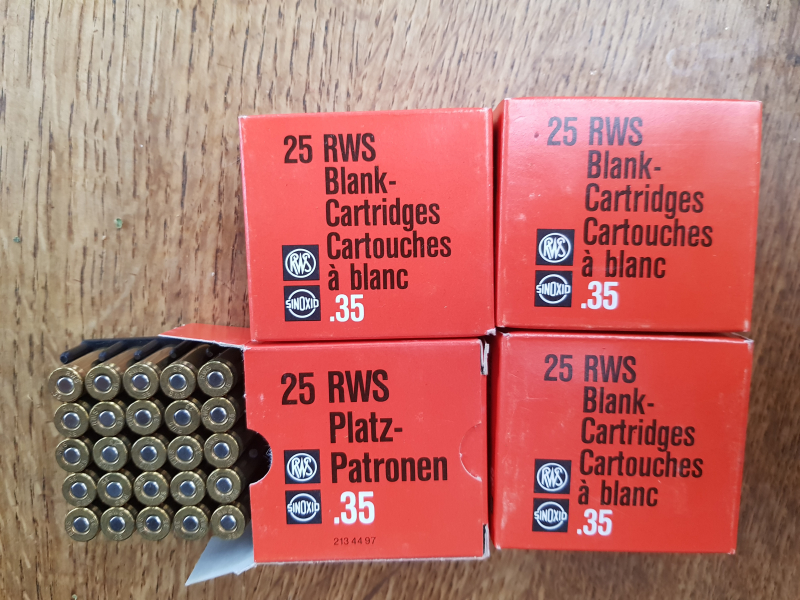 25 RWS
Blank-
Cartridges
Cartouches
à blanc
RWS
SINOXID
.35
25 RWS
Blank-
Cartridges
Cartouches
à blanc
RWS
SINOXID
.35
25 RWS
Platz-
Patronen
RWS
SINOXID
.35
213 44 97
25 RWS
Blank-
Cartridges
Cartouches
à blanc
RWS
SINOXID
.35